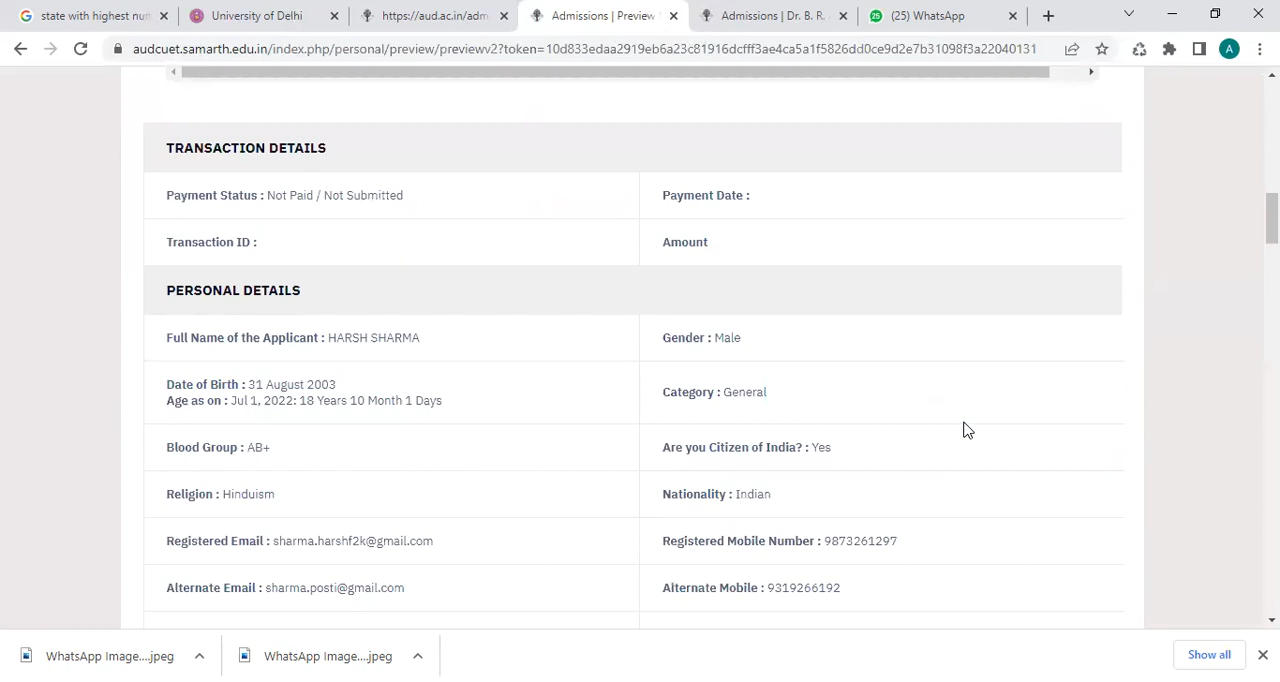 state with highest nu
University of Delhi
https://aud.ac.in/adm
Admissions | Preview
Admissions | Dr. B. R.
(25) WhatsApp
audcuet.samarth.edu.in/index.php/personal/preview/previewv2?token=10d833edaa2919eb6a23c81916dcfff3ae4ca5a1f5826dd0ce9d2e7b31098f3a22040131
A
TRANSACTION DETAILS
Payment Status : Not Paid / Not Submitted
Payment Date :
Transaction ID :
Amount
PERSONAL DETAILS
Full Name of the Applicant : HARSH SHARMA
Gender : Male
Date of Birth : 31 August 2003
Age as on : Jul 1, 2022: 18 Years 10 Month 1 Days
Category : General
Blood Group : AB+
Are you Citizen of India? : Yes
Religion : Hinduism
Nationality : Indian
Registered Email : sharma.harshf2k@gmail.com
Registered Mobile Number : 9873261297
Alternate Email : sharma.posti@gmail.com
Alternate Mobile : 9319266192
WhatsApp Image....jpeg
WhatsApp Image....jpeg
Show all